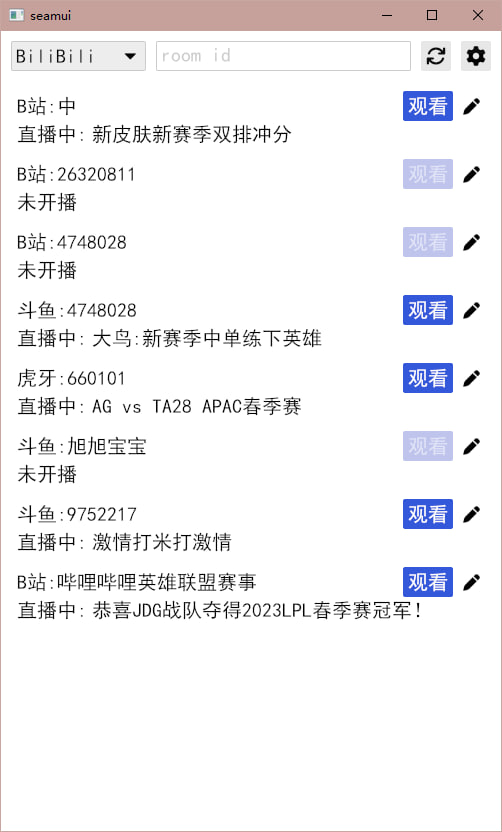 seamui
BiliBili
room id
B站:中 观看
直播中: 新皮肤新赛季双排冲分
B站:26320811 观看
未开播
B站:4748028 观看
未开播
斗鱼:4748028 观看
直播中: 大鸟:新赛季中单练下英雄
虎牙:660101 观看
直播中: AG vs TA28 APAC春季赛
斗鱼:旭旭宝宝 观看
未开播
斗鱼:9752217 观看
直播中: 激情打米打激情
B站:哔哩哔哩英雄联盟赛事 观看
直播中: 恭喜JDG战队夺得2023LPL春季赛冠军!